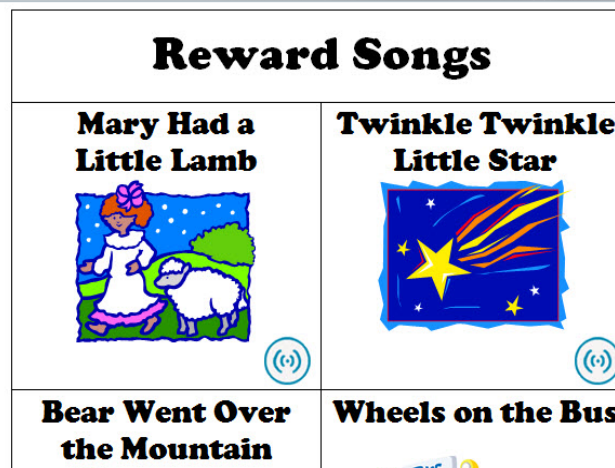 Reward Songs
Mary Had a
Little Lamb
Twinkle Twinkle
Little Star
Bear Went Over
the Mountain
Wheels on the Bus